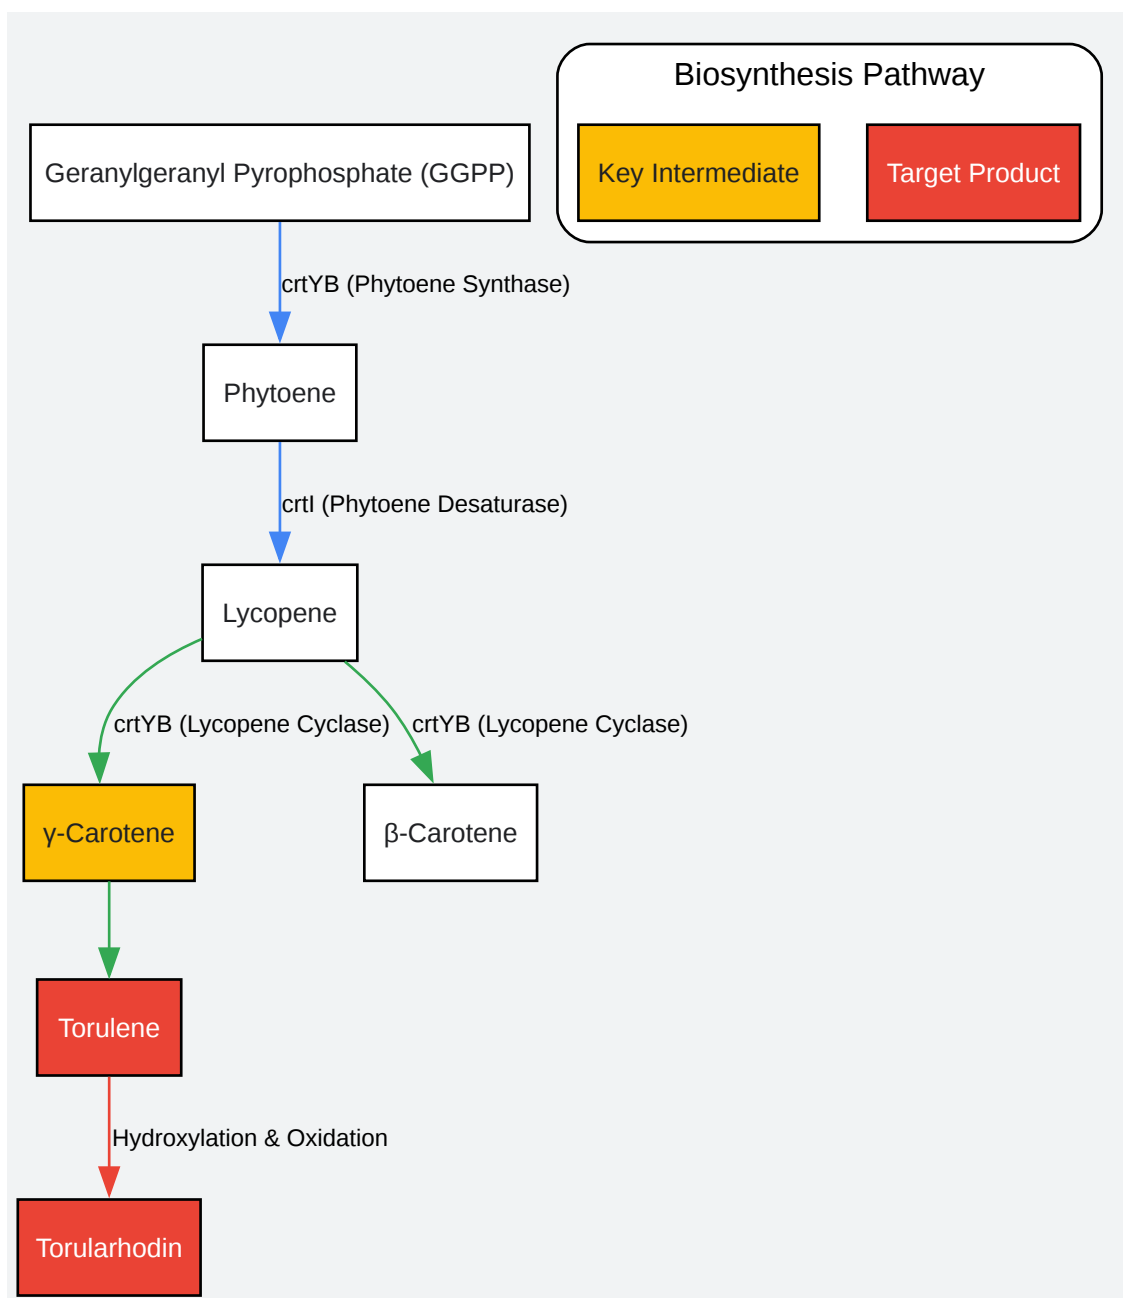 Biosynthesis Pathway
Key Intermediate
Target Product
Geranylgeranyl Pyrophosphate (GGPP)
crtYB (Phytoene Synthase)
Phytoene
crtI (Phytoene Desaturase)
Lycopene
crtYB (Lycopene Cyclase)
crtYB (Lycopene Cyclase)
γ-Carotene
β-Carotene
Torulene
Hydroxylation & Oxidation
Torularhodin